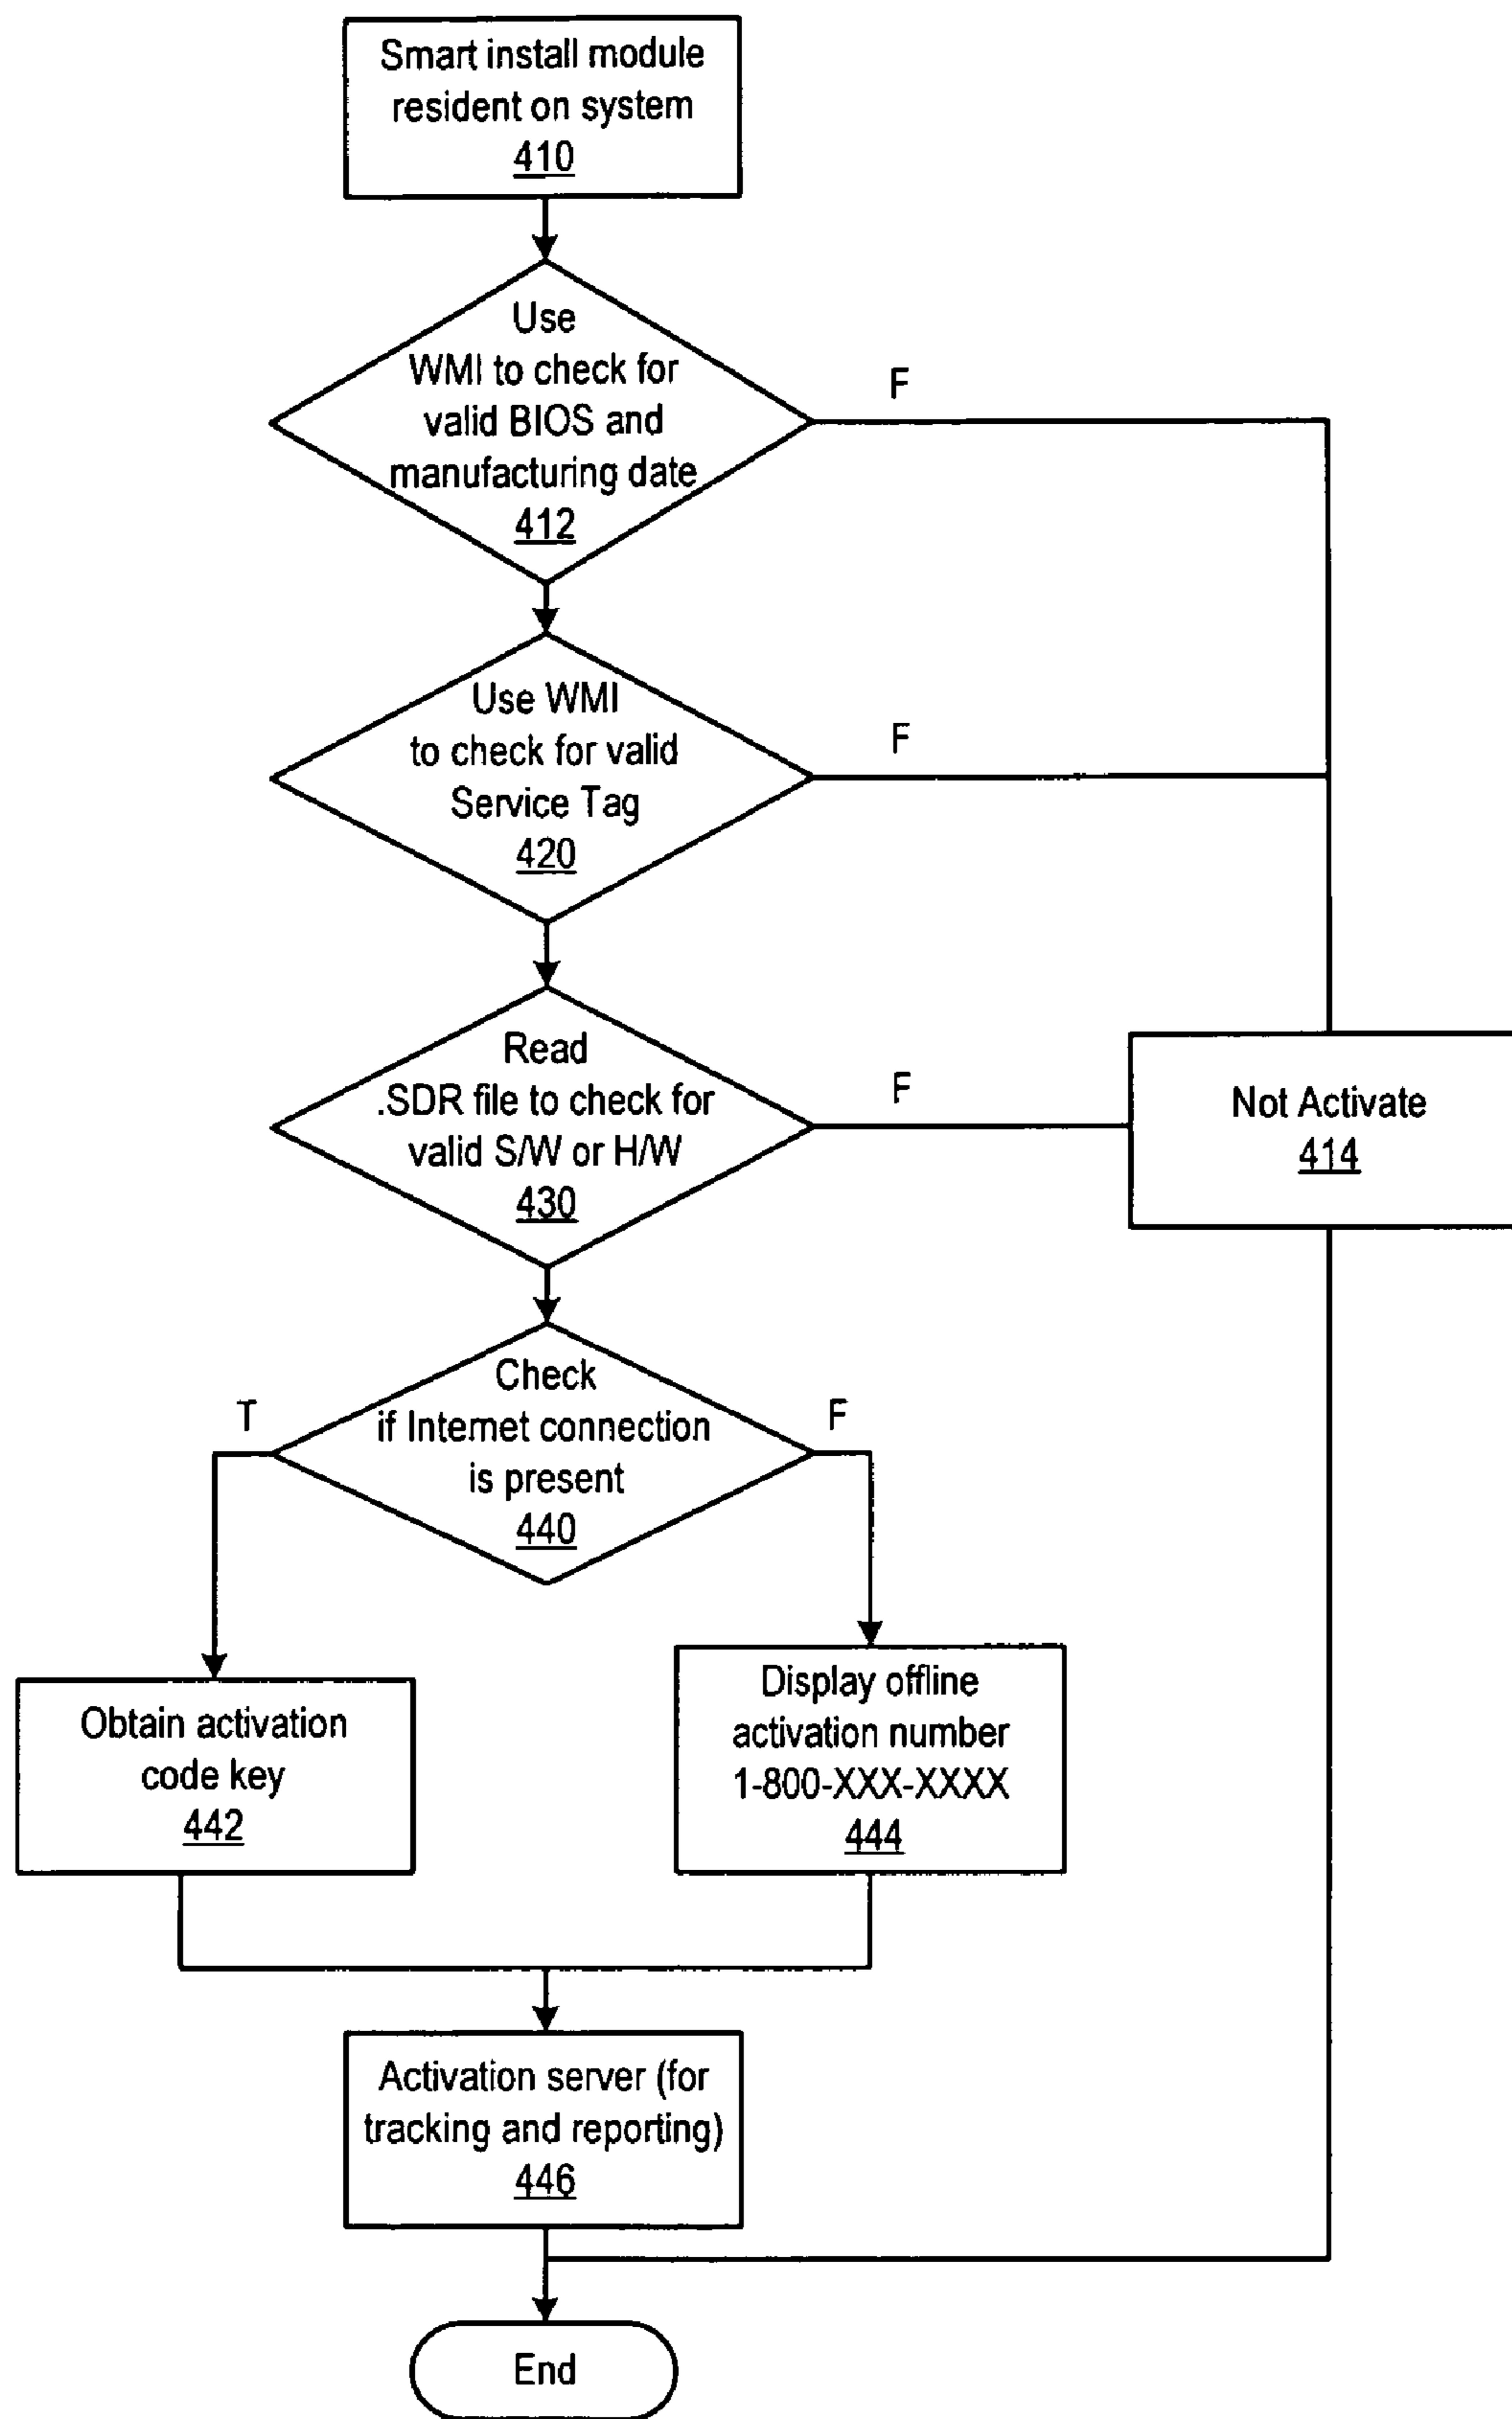 Smart install module
resident on system
410
Use
WMI to check for
valid BIOS and
manufacturing date
412
F
Use WMI
to check for valid
Service Tag
420
F
Read
.SDR file to check for
valid S/W or H/W
430
F
Not Activate
414
Check
if Internet connection
is present
440
T
F
Obtain activation
code key
442
Display offline
activation number
1-800-XXX-XXXX
444
Activation server (for
tracking and reporting)
446
End